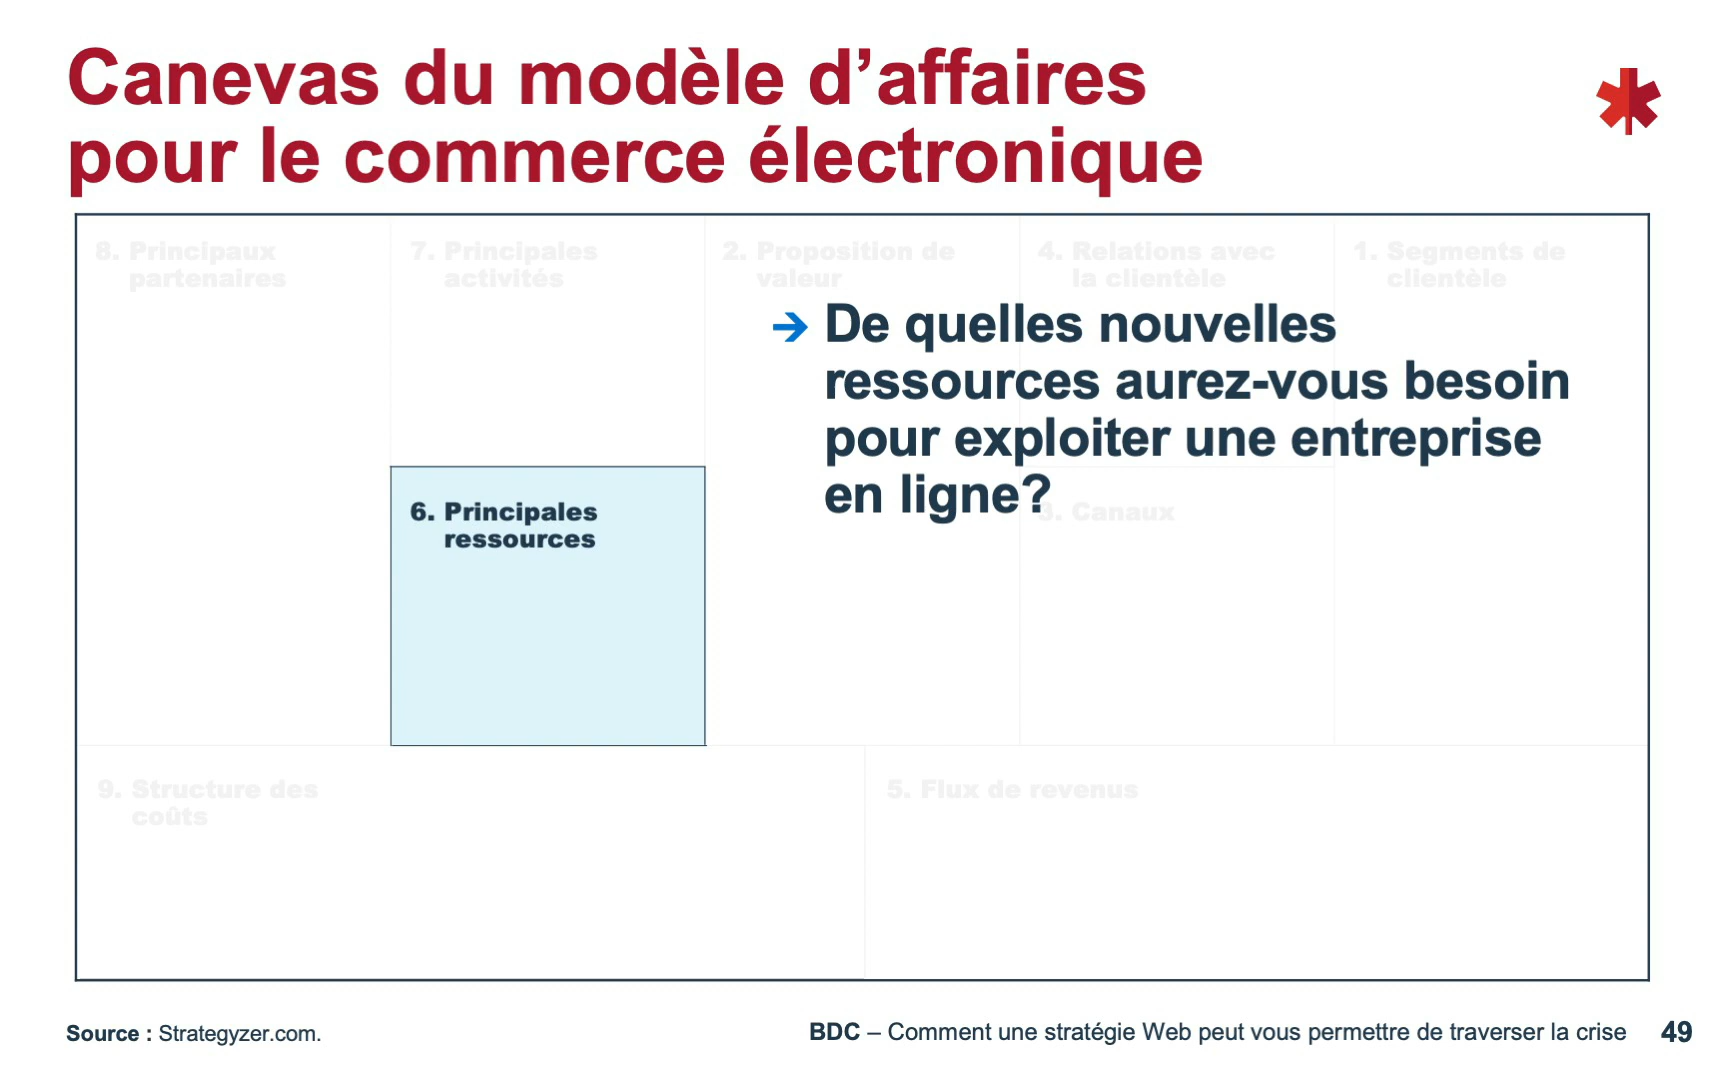 Canevas du modèle d’affaires
pour le commerce électronique
8. Principaux
partenaires
7. Principales
activités
2. Proposition de
valeur
4. Relations avec
la clientèle
1. Segments de
clientèle
➔ De quelles nouvelles
ressources aurez-vous besoin
pour exploiter une entreprise
en ligne?
6. Principales
ressources
3. Canaux
9. Structure des
coûts
5. Flux de revenus
Source : Strategyzer.com.
BDC – Comment une stratégie Web peut vous permettre de traverser la crise 49